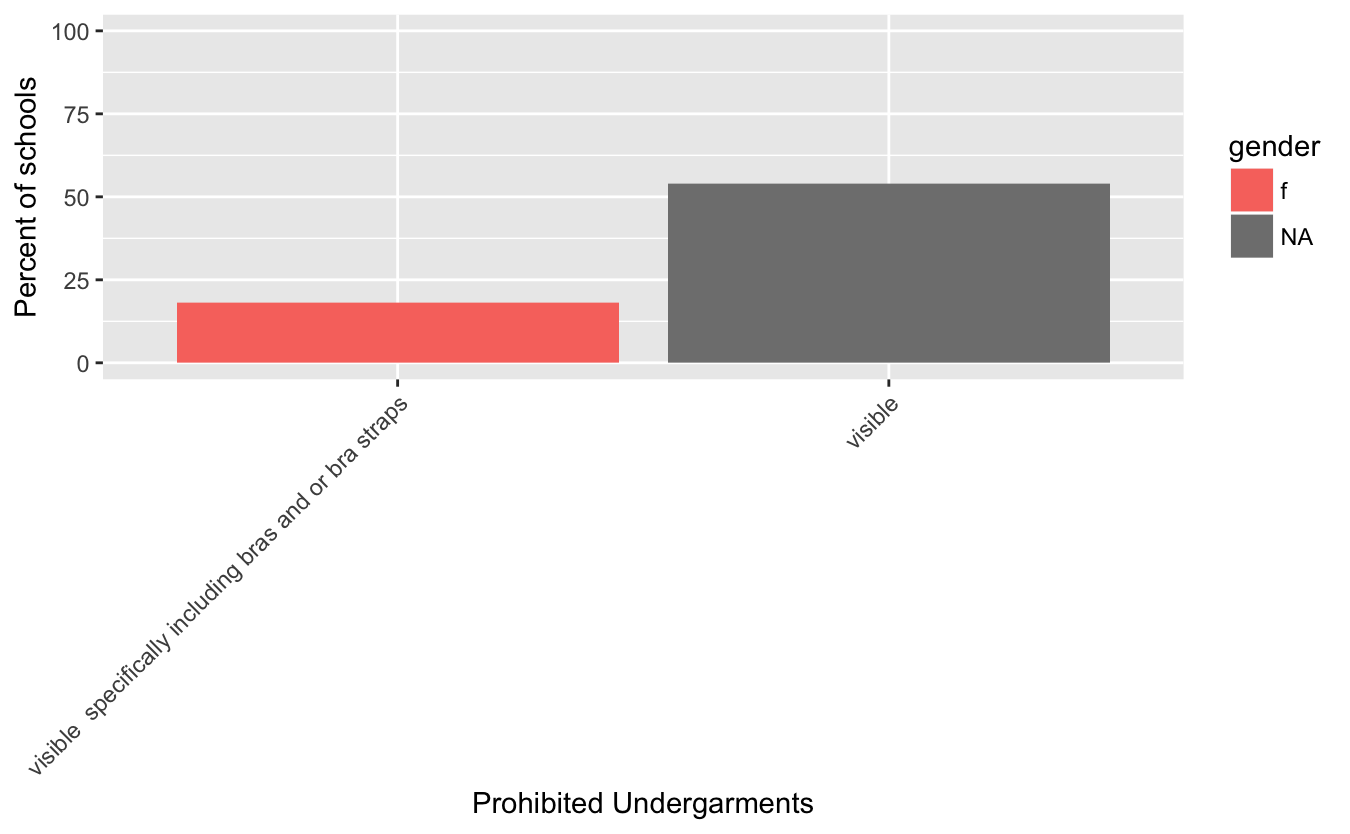 100
75
50
25
0
Percent of schools
visible  specifically including bras and or bra straps
visible
Prohibited Undergarments
gender
f
NA